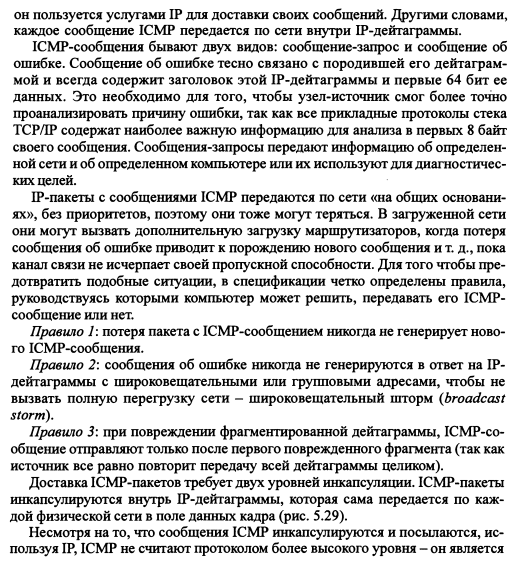 он пользуется услугами IP для доставки своих сообщений. Другими словами,
каждое сообщение ICMP передается по сети внутри IP-дейтаграммы.
ICMP-сообщения бывают двух видов: сообщение-запрос и сообщение об
ошибке. Сообщение об ошибке тесно связано с породившей его дейтаграм-
мой и всегда содержит заголовок этой IP-дейтаграммы и первые 64 бит ее
данных. Это необходимо для того, чтобы узел-источник смог более точно
проанализировать причину ошибки, так как все прикладные протоколы стека
TCP/IP содержат наиболее важную информацию для анализа в первых 8 байт
своего сообщения. Сообщения-запросы передают информацию об определен-
ной сети и об определенном компьютере или их используют для диагностичес-
ких целей.
IP-пакеты с сообщениями ICMP передаются по сети «на общих основани-
ях», без приоритетов, поэтому они тоже могут теряться. В загруженной сети
они могут вызвать дополнительную загрузку маршрутизаторов, когда потеря
сообщения об ошибке приводит к порождению нового сообщения и т. д., пока
канал связи не исчерпает своей пропускной способности. Для того чтобы пре-
дотвратить подобные ситуации, в спецификации четко определены правила,
руководствуясь которыми компьютер может решить, передавать его ICMP-
сообщение или нет.
Правило 1: потеря пакета с ICMP-сообщением никогда не генерирует ново-
го ICMP-сообщения.
Правило 2: сообщения об ошибке никогда не генерируются в ответ на IP-
дейтаграммы с широковещательными или групповыми адресами, чтобы не
вызвать полную перегрузку сети – широковещательный шторм (broadcast
storm).
Правило 3: при повреждении фрагментированной дейтаграммы, ICMP-со-
общение отправляют только после первого поврежденного фрагмента (так как
источник все равно повторит передачу всей дейтаграммы целиком).
Доставка ICMP-пакетов требует двух уровней инкапсуляции. ICMP-пакеты
инкапсулируются внутрь IP-дейтаграммы, которая сама передается по каж-
дой физической сети в поле данных кадра (рис. 5.29).
Несмотря на то, что сообщения ICMP инкапсулируются и посылаются, ис-
пользуя IP, ICMP не считают протоколом более высокого уровня – он является